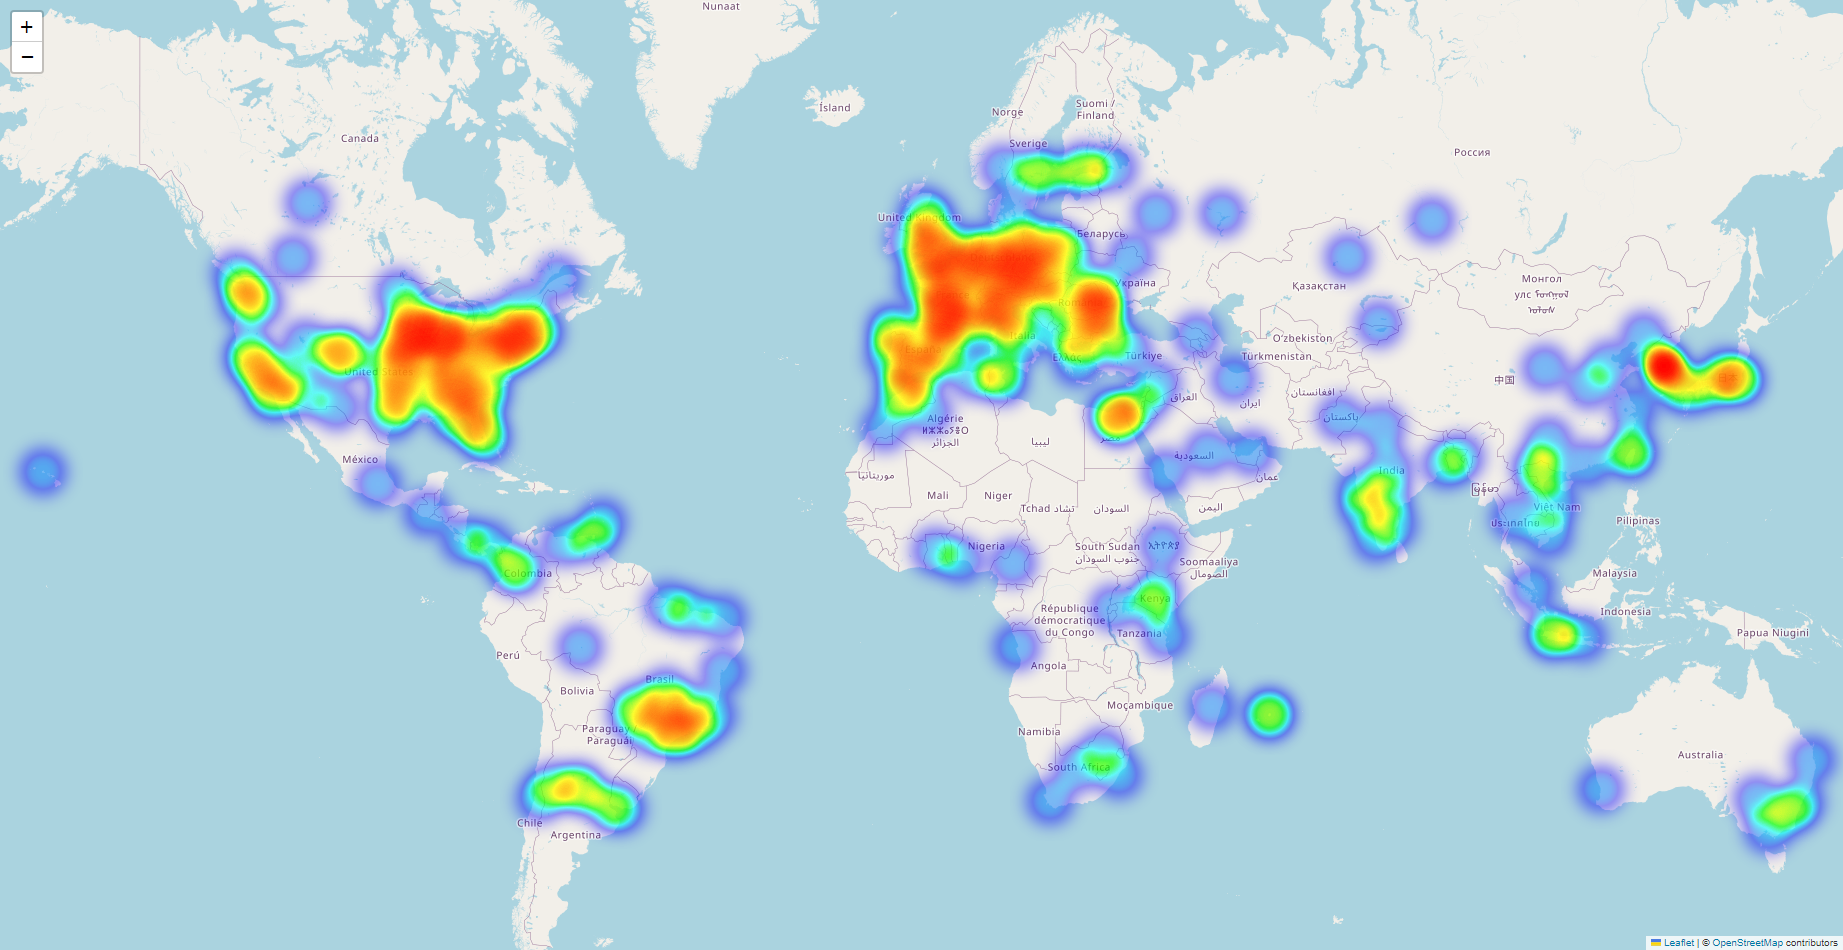 Nunaat
+
−
Ísland
Suomi /
Finland
Norge
Canada
Sverige
Россия
United Kingdom
Беларусь
Монгол
улс
Україна
Қазақстан
Româ
Italia
Oʻzbekiston
España
Ελλάς
Türkiye
Türkmenistan
United States
中国
日本
افغانستان
العراق
ایران
پاکستان
Algérie
ⵍⵣⵣⴰⵢⴻⵔ
الجزائر
ليبيا
مصر
México
السعودية
India
موريتانيا
عمان
မြန်မာ
Mali
Niger
Tchad تشاد
السودان
اليمن
Việt Nam
ประเทศไทย
Pilipinas
Nigeria
South Sudan
جنوب السودان
ኢትዮጵያ
Soomaaliya
الصومال
Colombia
Malaysia
Kenya
République
démocratique
du Congo
Indonesia
Tanzania
Papua Niugini
Perú
Angola
Brasil
Bolivia
Moçambique
Paraguay /
Paraguái
Namibia
Australia
South Africa
Chile
Argentina
Leaflet | © OpenStreetMap contributors